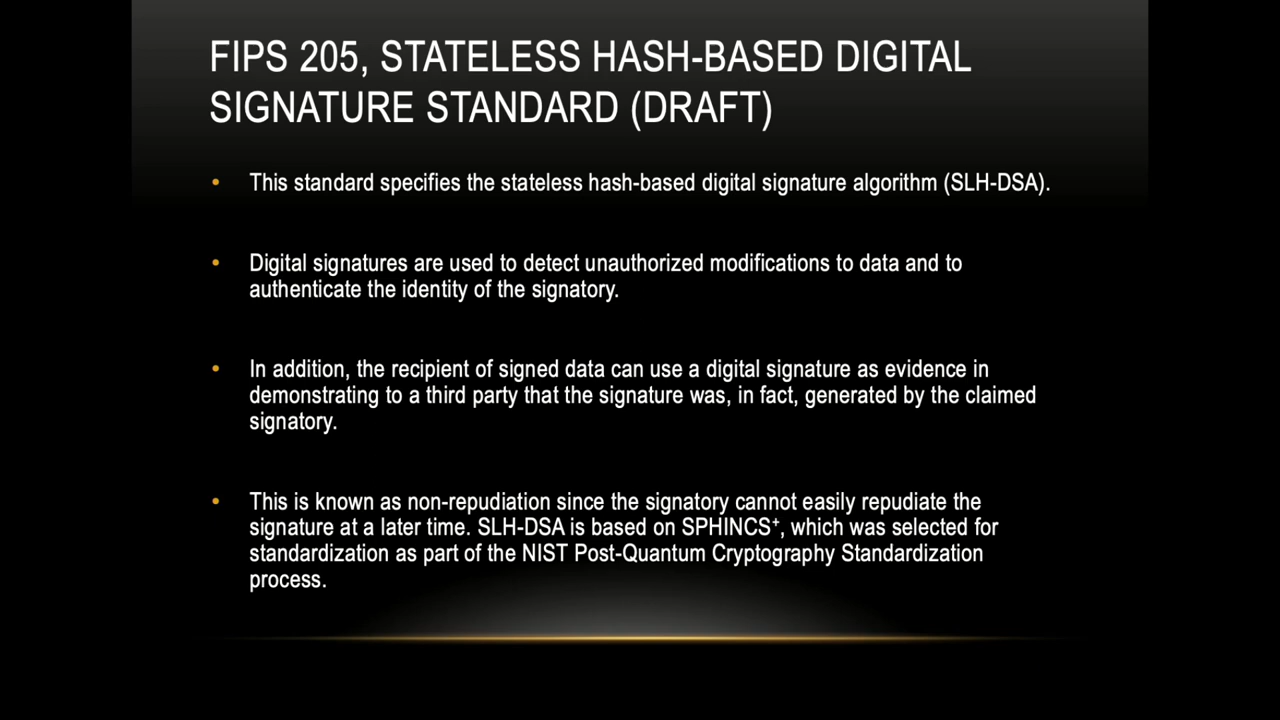 FIPS 205, STATELESS HASH-BASED DIGITAL
SIGNATURE STANDARD (DRAFT)
• This standard specifies the stateless hash-based digital signature algorithm (SLH-DSA).
• Digital signatures are used to detect unauthorized modifications to data and to
authenticate the identity of the signatory.
• In addition, the recipient of signed data can use a digital signature as evidence in
demonstrating to a third party that the signature was, in fact, generated by the claimed
signatory.
• This is known as non-repudiation since the signatory cannot easily repudiate the
signature at a later time. SLH-DSA is based on SPHINCS⁺, which was selected for
standardization as part of the NIST Post-Quantum Cryptography Standardization
process.